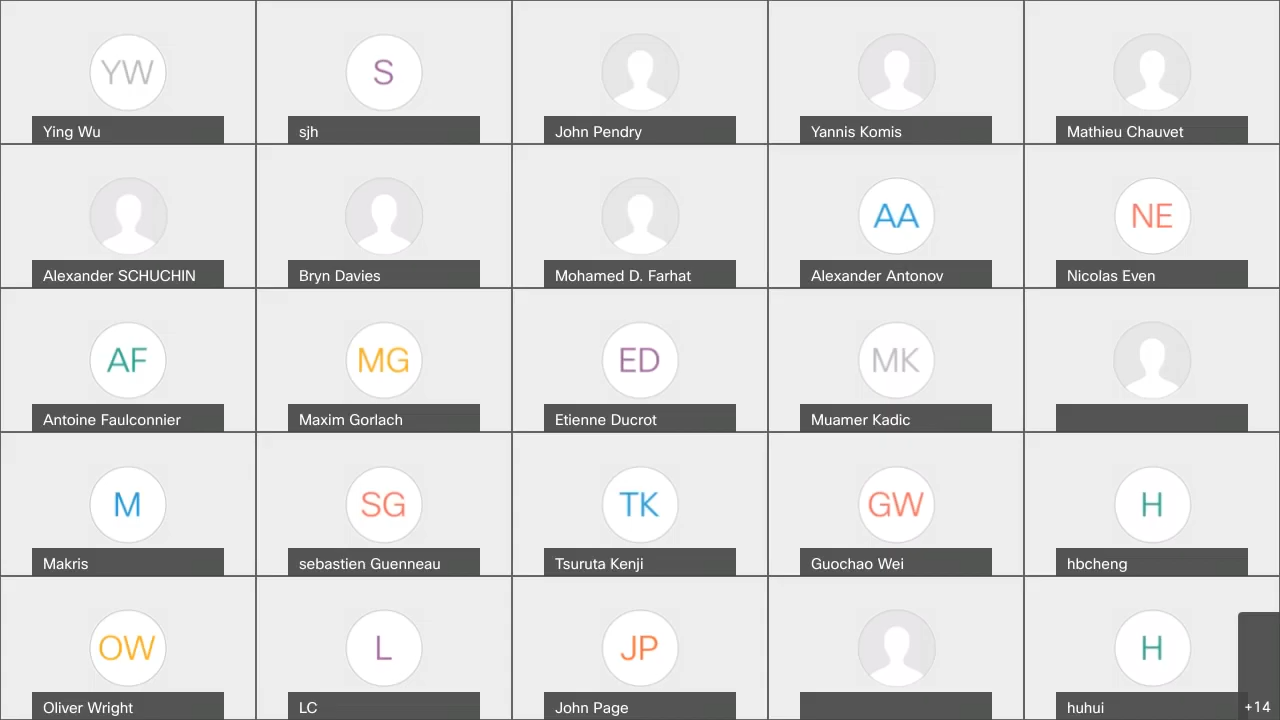 YW
Ying Wu
S
sjh
John Pendry
Yannis Komis
Mathieu Chauvet
Alexander SCHUCHIN
Bryn Davies
Mohamed D. Farhat
AA
Alexander Antonov
NE
Nicolas Even
AF
Antoine Faulconnier
MG
Maxim Gorlach
ED
Etienne Ducrot
MK
Muamer Kadic
M
Makris
SG
sebastien Guenneau
TK
Tsuruta Kenji
GW
Guochao Wei
H
hbcheng
OW
Oliver Wright
L
LC
JP
John Page
H
huhui
+14